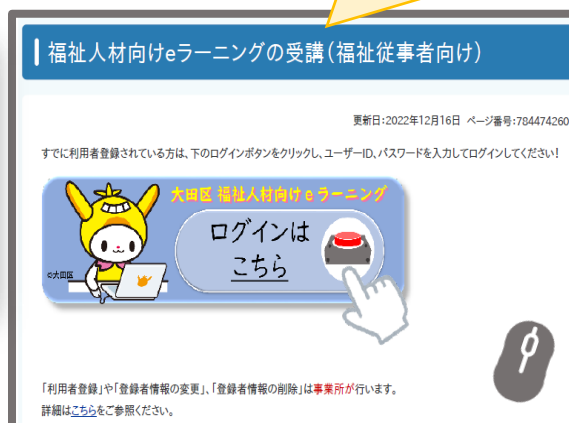 福祉人材向けeラーニングの受講（福祉従事者向け）
更新日：2022年12月16日 ページ番号：784474260
すでに利用者登録されている方は、下のログインボタンをクリックし、ユーザーID、パスワードを入力してログインしてください！
大田区 福祉人材向けｅラーニング
ログインは
こちら
©大田区
「利用者登録」や「登録者情報の変更」、「登録者情報の削除」は事業所が行います。
詳細はこちらをご参照ください。